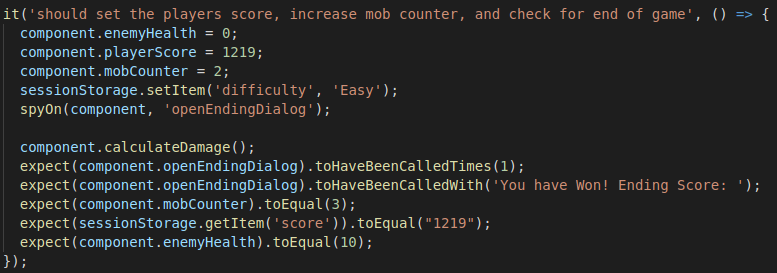 it('should set the players score, increase mob counter, and check for end of game', () => {
  component.enemyHealth = 0;
  component.playerScore = 1219;
  component.mobCounter = 2;
  sessionStorage.setItem('difficulty', 'Easy');
  spyOn(component, 'openEndingDialog');

  component.calculateDamage();
  expect(component.openEndingDialog).toHaveBeenCalledTimes(1);
  expect(component.openEndingDialog).toHaveBeenCalledWith('You have Won! Ending Score: ');
  expect(component.mobCounter).toEqual(3);
  expect(sessionStorage.getItem('score')).toEqual("1219");
  expect(component.enemyHealth).toEqual(10);
});